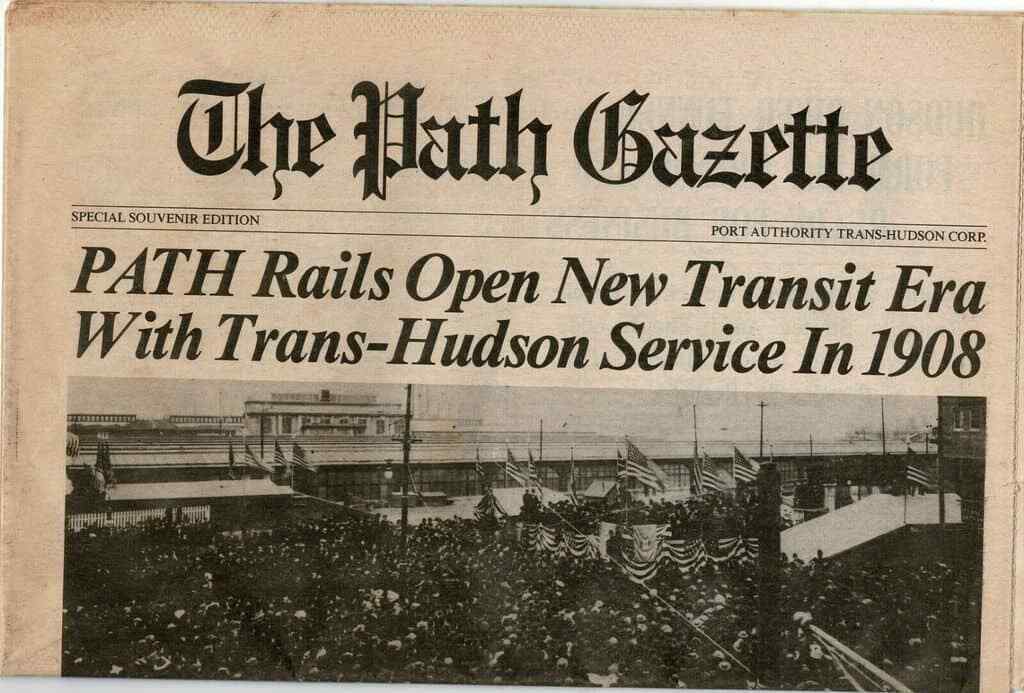 The Path Gazette
SPECIAL SOUVENIR EDITION
PORT AUTHORITY TRANS-HUDSON CORP.
PATH Rails Open New Transit Era
With Trans-Hudson Service In 1908